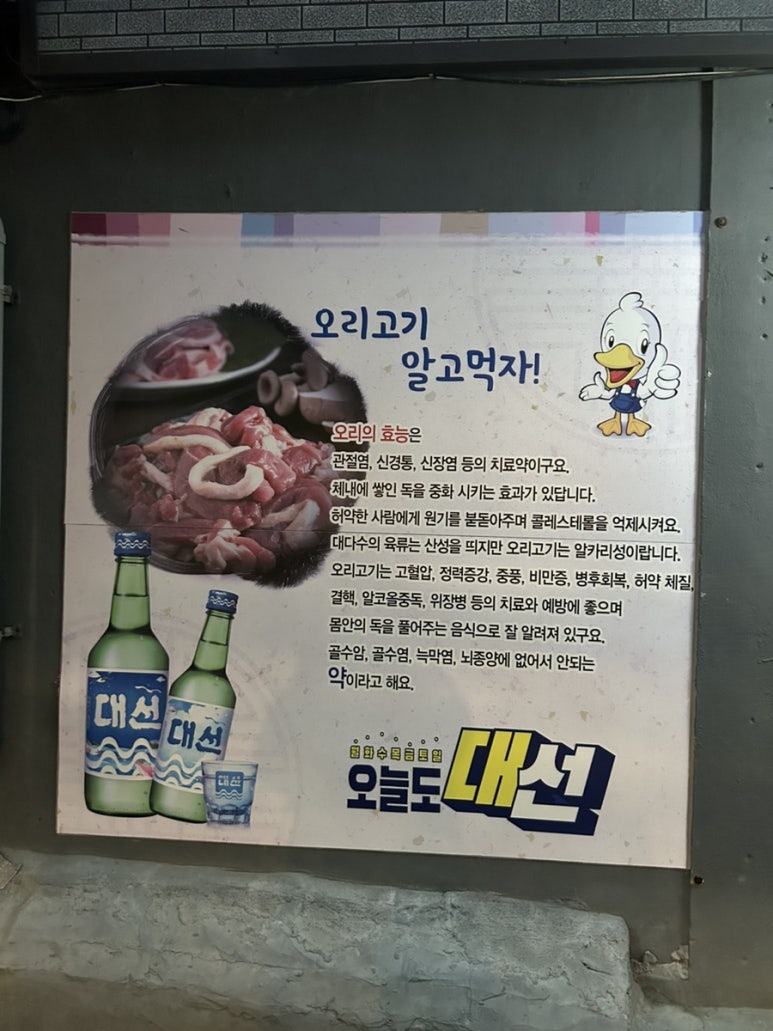 오리고기
알고먹자!
오리의 효능은
관절염, 신경통, 신장염 등의 치료약이구요.
체내에 쌓인 독을 중화 시키는 효과가 있답니다.
허약한 사람에게 원기를 붇돋아주며 콜레스테롤을 억제시켜요.
대다수의 육류는 산성을 띄지만 오리고기는 알카리성이랍니다.
오리고기는 고혈압, 정력증강, 중풍, 비만증, 병후회복, 허약 체질,
결핵, 알코올중독, 위장병 등의 치료와 예방에 좋으며
몸안의 독을 풀어주는 음식으로 잘 알려져 있구요.
골수암, 골수염, 늑막염, 뇌종양에 없어서 안되는
약이라고 해요.
대선
대선
대선
월화수목금토일
오늘도 대선